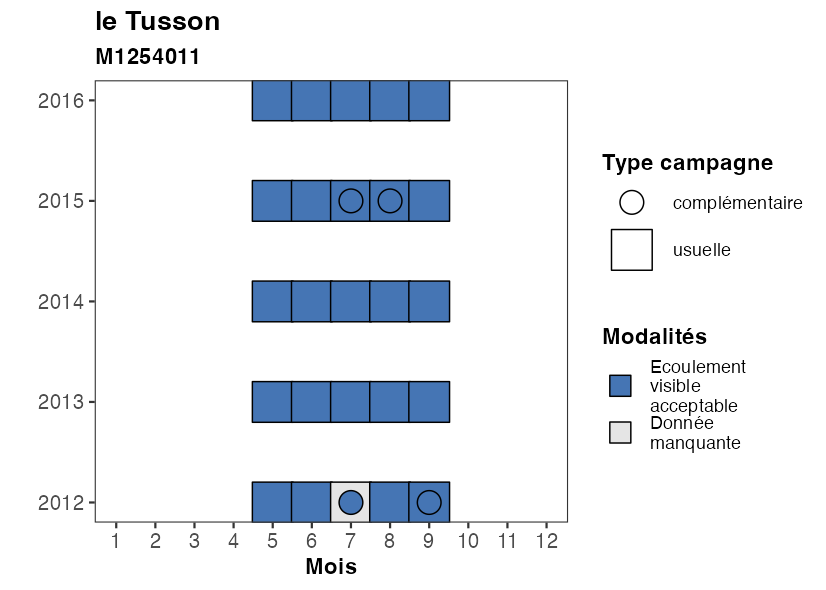 le Tusson
M1254011
2016
2015
2014
2013
2012
1 2 3 4 5 6 7 8 9 10 11 12
Mois
Type campagne
complémentaire
usuelle
Modalités
Ecoulement
visible
acceptable
Donnée
manquante